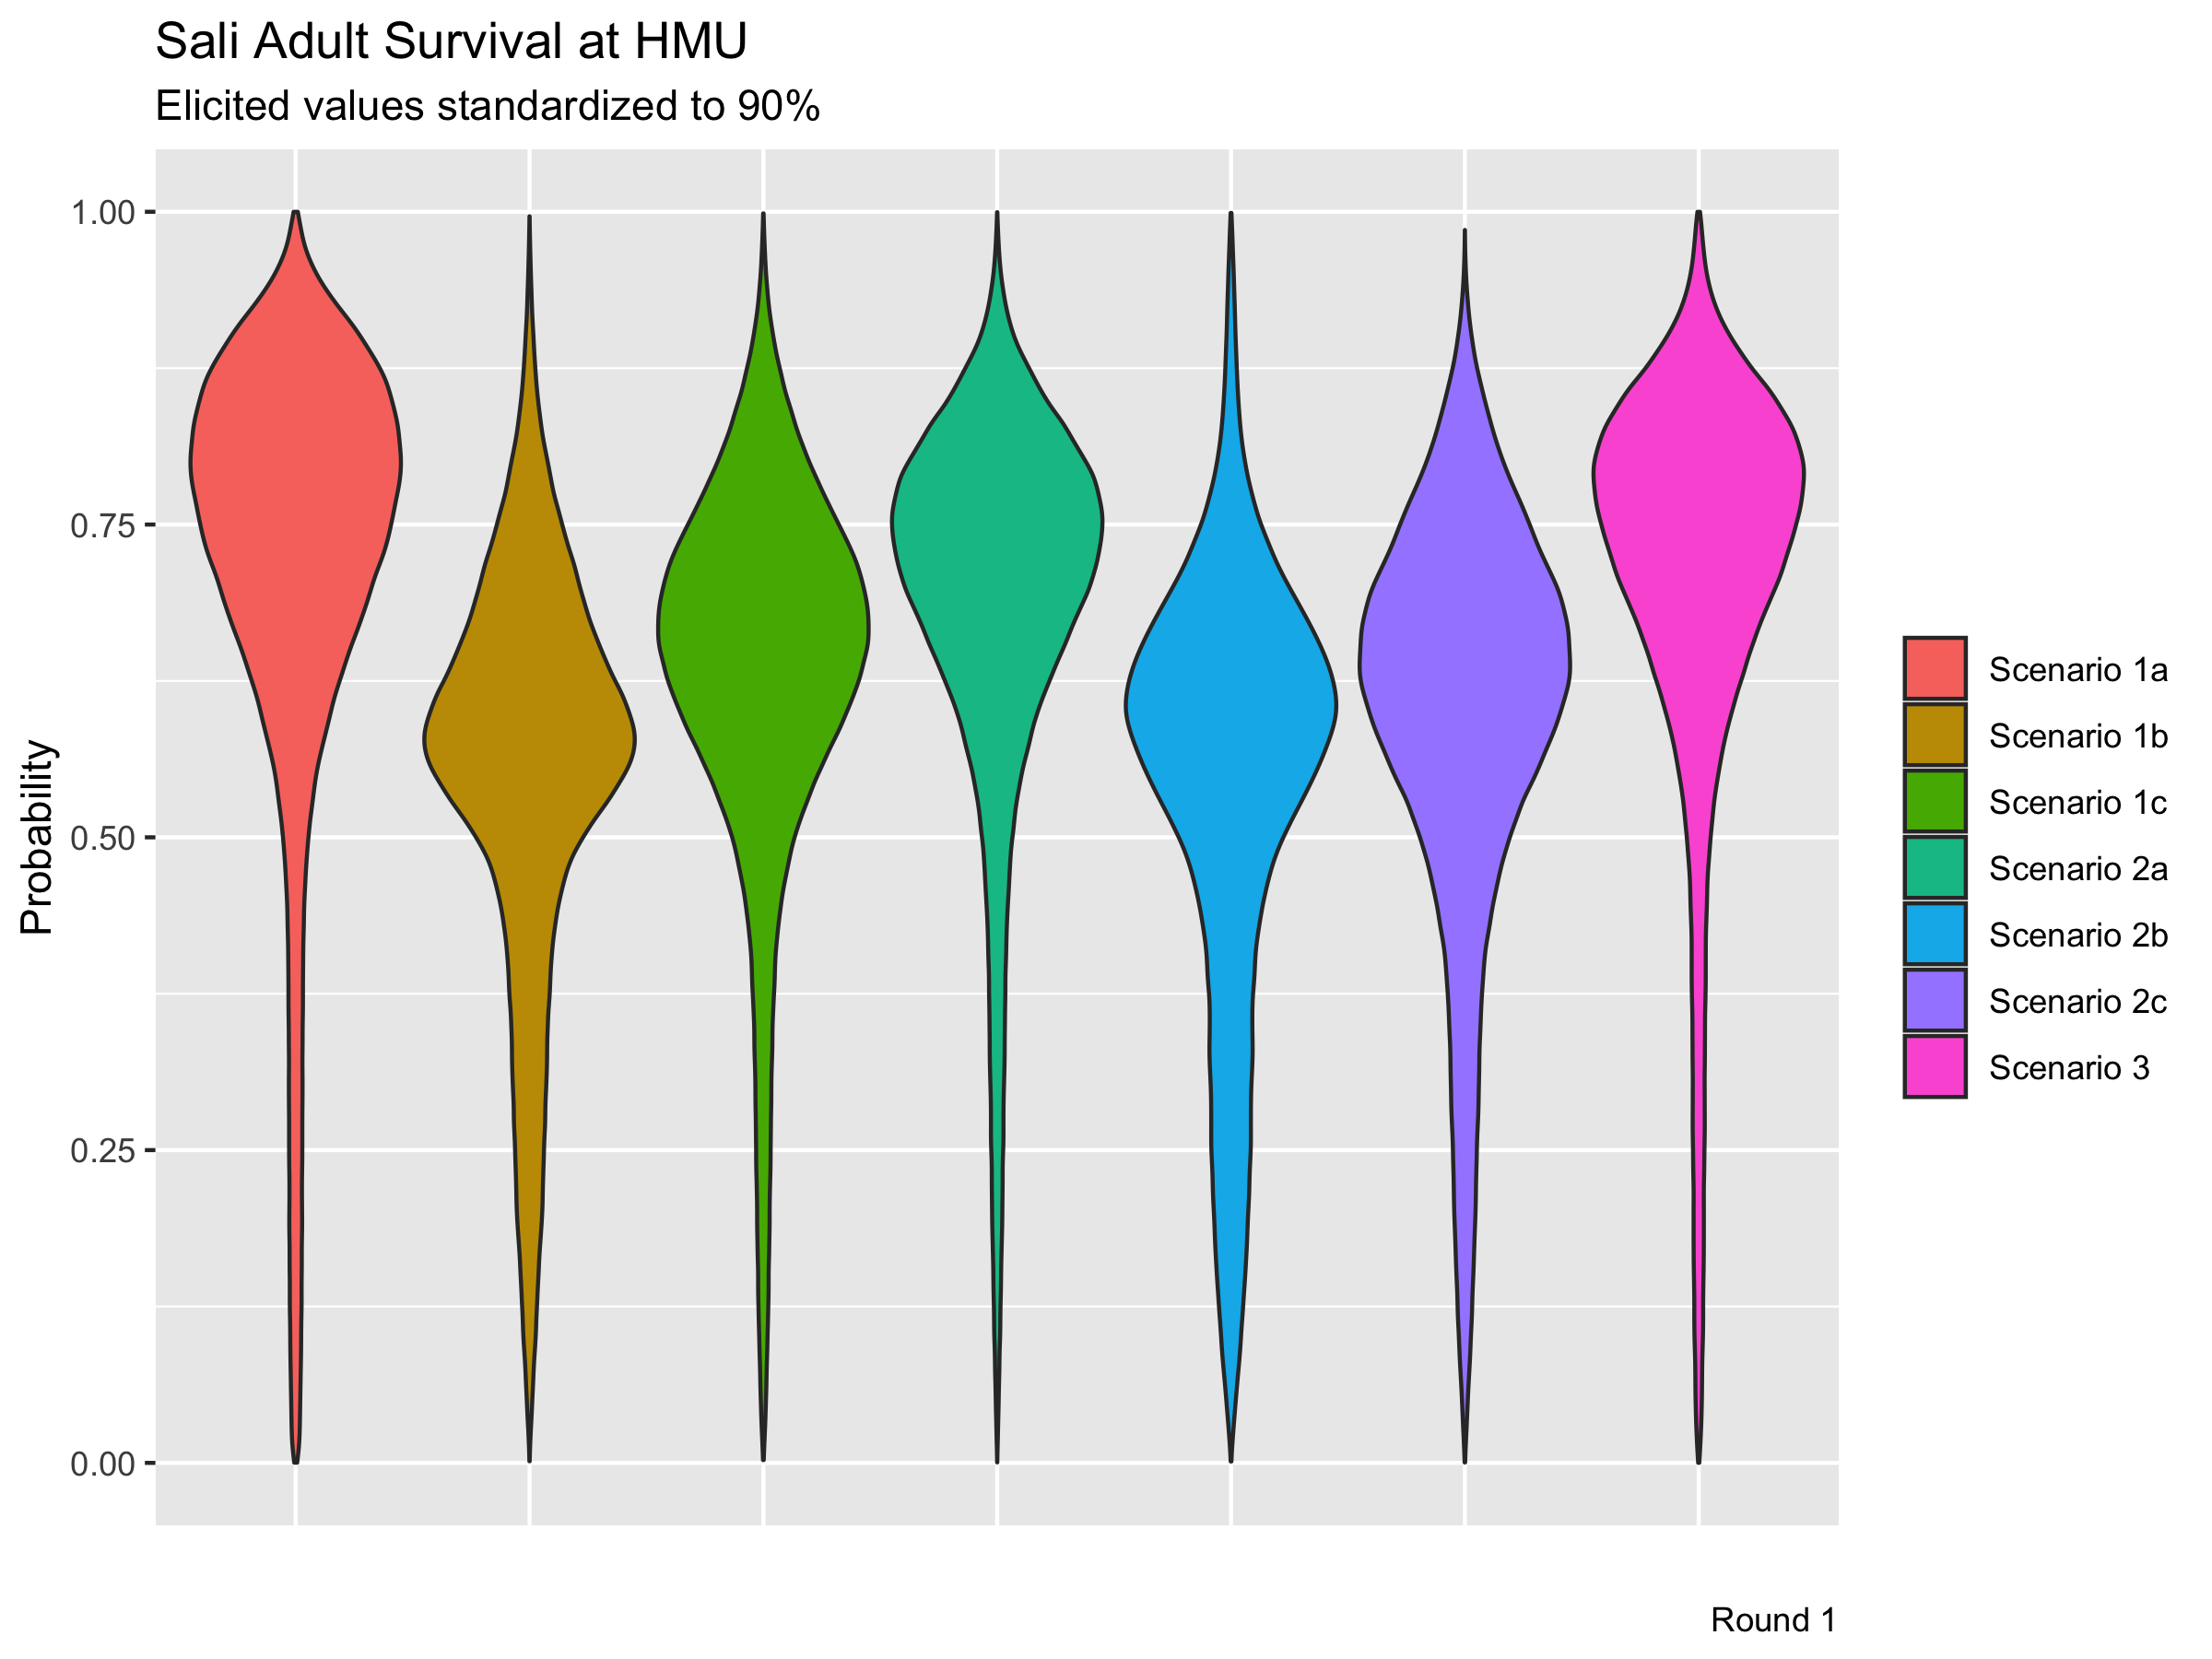 Sali Adult Survival at HMU
Elicited values standardized to 90%
Probability
1.00
0.75
0.50
0.25
0.00
Scenario 1a
Scenario 1b
Scenario 1c
Scenario 2a
Scenario 2b
Scenario 2c
Scenario 3
Round 1